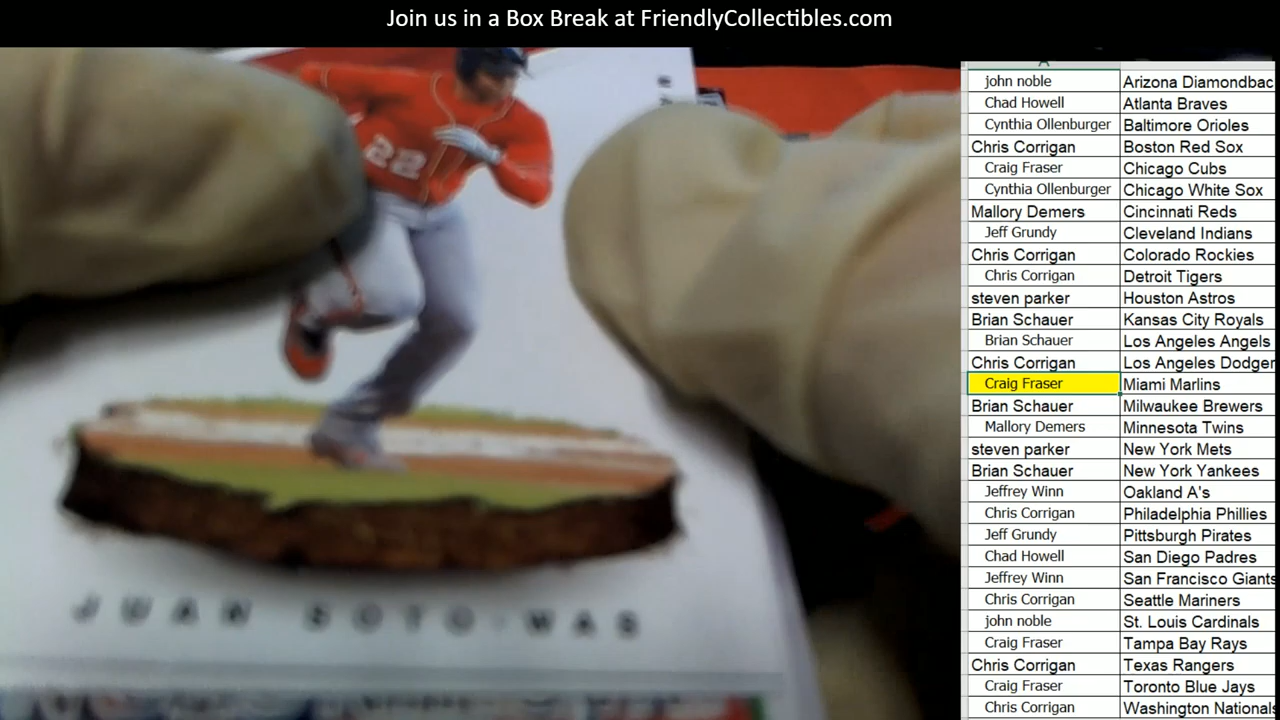 Join us in a Box Break at FriendlyCollectibles.com
A
john noble Arizona Diamondbac
Chad Howell Atlanta Braves
Cynthia Ollenburger Baltimore Orioles
Chris Corrigan Boston Red Sox
Craig Fraser Chicago Cubs
Cynthia Ollenburger Chicago White Sox
Mallory Demers Cincinnati Reds
Jeff Grundy Cleveland Indians
Chris Corrigan Colorado Rockies
Chris Corrigan Detroit Tigers
steven parker Houston Astros
Brian Schauer Kansas City Royals
Brian Schauer Los Angeles Angels
Chris Corrigan Los Angeles Dodger
Craig Fraser Miami Marlins
Brian Schauer Milwaukee Brewers
Mallory Demers Minnesota Twins
steven parker New York Mets
Brian Schauer New York Yankees
Jeffrey Winn Oakland A's
Chris Corrigan Philadelphia Phillies
Jeff Grundy Pittsburgh Pirates
Chad Howell San Diego Padres
Jeffrey Winn San Francisco Giants
Chris Corrigan Seattle Mariners
john noble St. Louis Cardinals
Craig Fraser Tampa Bay Rays
Chris Corrigan Texas Rangers
Craig Fraser Toronto Blue Jays
Chris Corrigan Washington Nationals
22
JUAN SOTO WAS